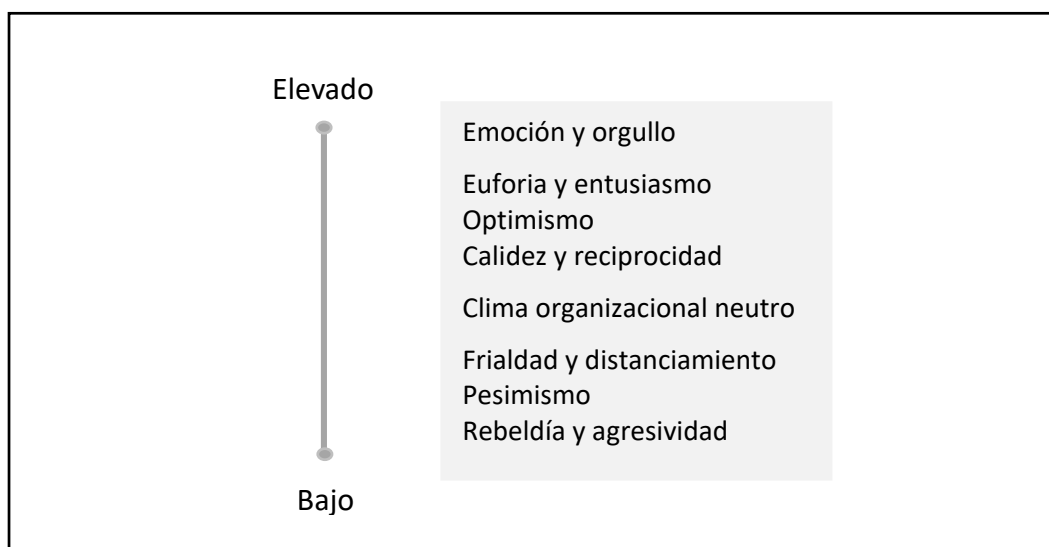 Elevado
Emoción y orgullo
Euforia y entusiasmo
Optimismo
Calidez y reciprocidad
Clima organizacional neutro
Frialdad y distanciamiento
Pesimismo
Rebeldía y agresividad
Bajo